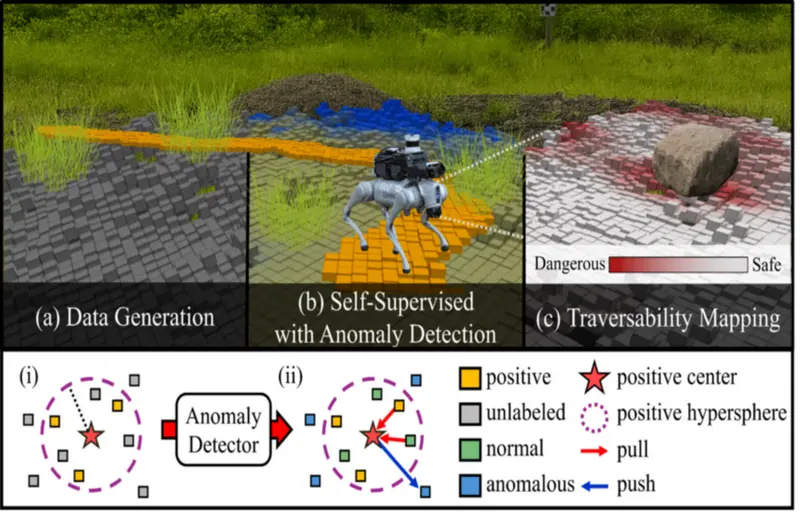 Dangerous Safe
(a) Data Generation
(b) Self-Supervised
with Anomaly Detection
(c) Traversability Mapping
(i)
Anomaly
Detector
(ii)
positive
unlabeled
normal
anomalous
positive center
positive hypersphere
pull
push